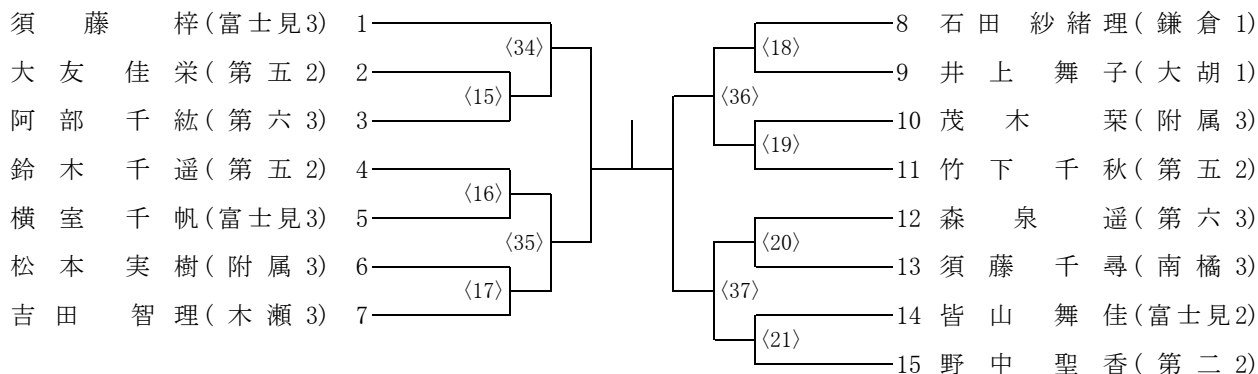 須藤 梓(富士見3) 1
大友佳栄(第五2) 2
阿部千紘(第六3) 3
鈴木千遥(第五2) 4
横室千帆(富士見3) 5
松本実樹(附属3) 6
吉田智理(木瀬3) 7
〈34〉
〈15〉
〈16〉
〈35〉
〈17〉
〈18〉
〈36〉
〈19〉
〈20〉
〈37〉
〈21〉
8 石田紗緒理(鎌倉1)
9 井上舞子(大胡1)
10 茂木栞(附属3)
11 竹下千秋(第五2)
12 森泉遥(第六3)
13 須藤千尋(南橘3)
14 皆山舞佳(富士見2)
15 野中聖香(第二2)